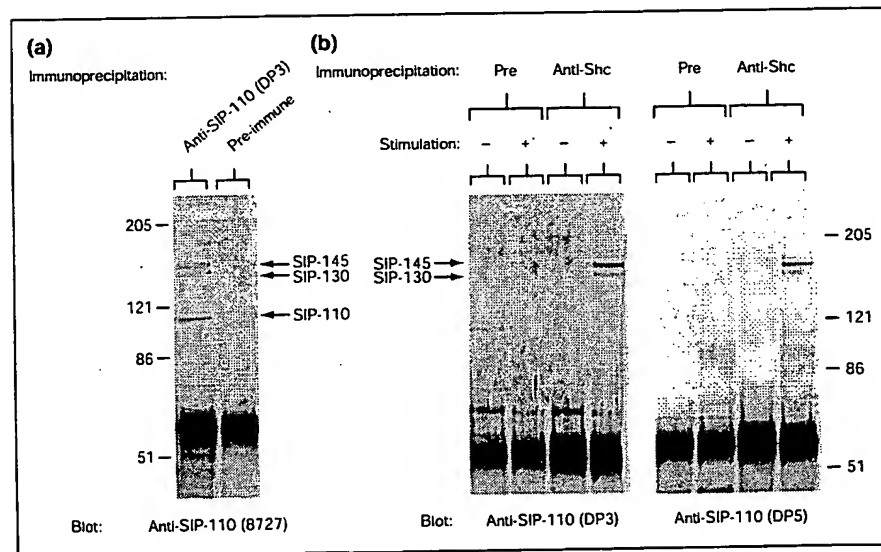 (a)
Immunoprecipitation:
Anti-SIP-110 (DP3)
Pre-immune
205
121
86
51
SIP-145
SIP-130
SIP-110
Blot: Anti-SIP-110 (8727)
(b)
Immunoprecipitation: Pre Anti-Shc Pre Anti-Shc
Stimulation: – + – + – + – +
SIP-145
SIP-130
205
121
86
51
Blot: Anti-SIP-110 (DP3) Anti-SIP-110 (DP5)